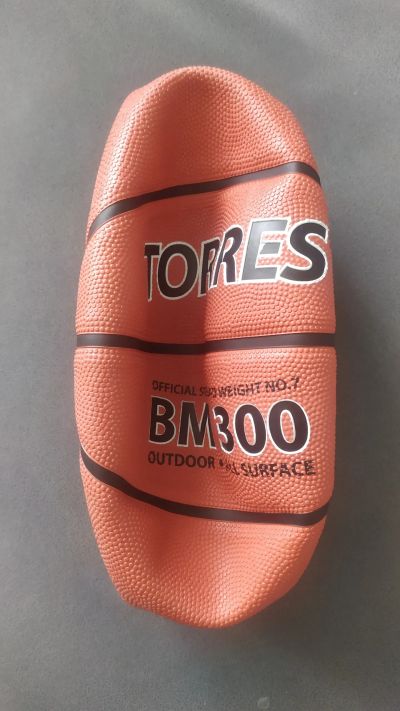 TORRES
OFFICIAL WEIGHT NO.7
BM300
OUTDOOR SURFACE